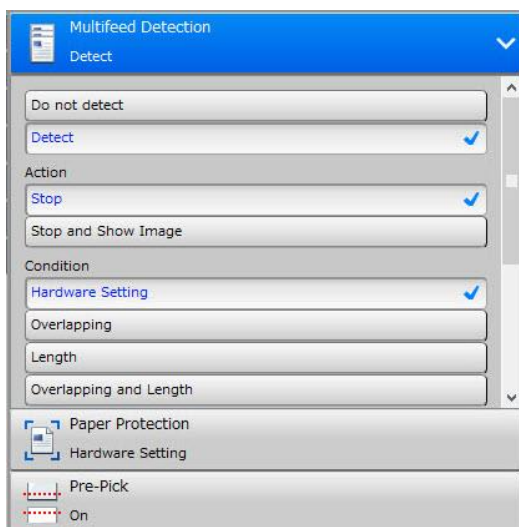 Multifeed Detection
Detect
Do not detect
Detect
Action
Stop
Stop and Show Image
Condition
Hardware Setting
Overlapping
Length
Overlapping and Length
Paper Protection
Hardware Setting
Pre-Pick
On